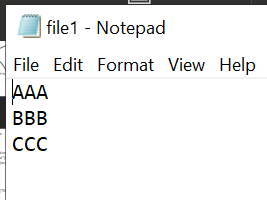 file1 - Notepad
File Edit Format View Help
AAA
BBB
CCC